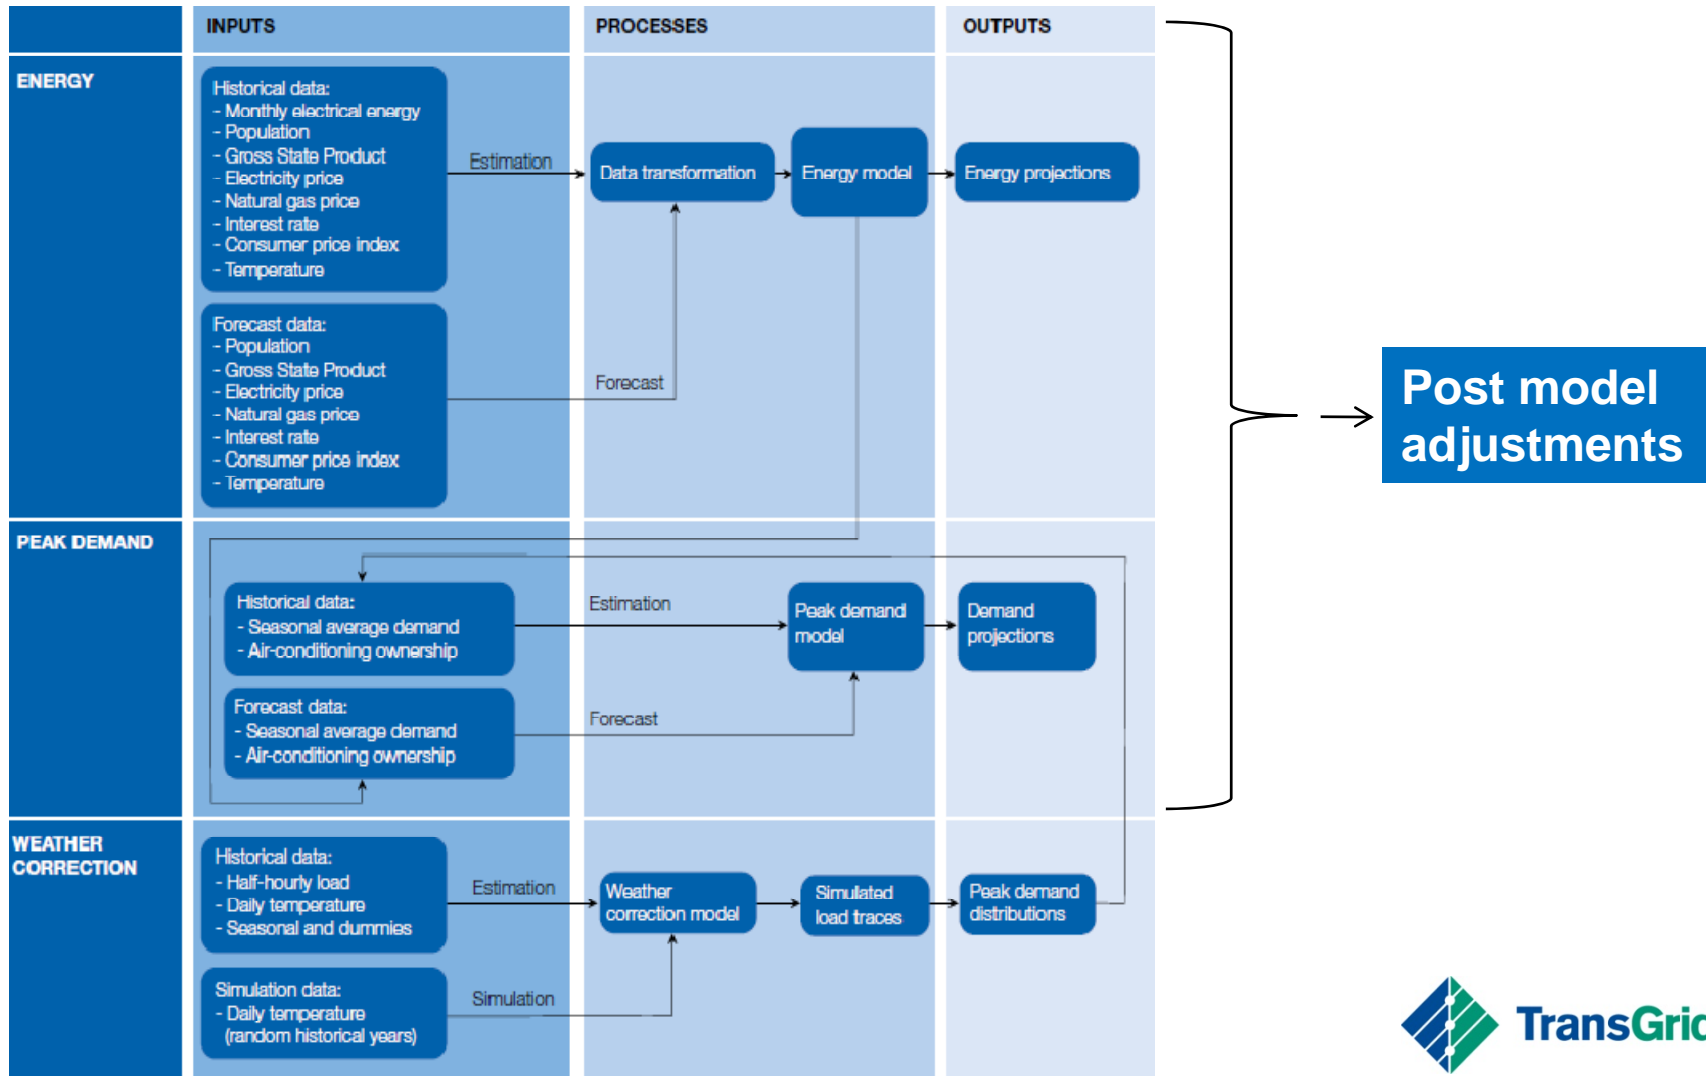 INPUTS
PROCESSES
OUTPUTS
ENERGY
Historical data:
- Monthly electrical energy
- Population
- Gross State Product
- Electricity price
- Natural gas price
- Interest rate
- Consumer price index
- Temperature
Estimation
Data transformation
Energy model
Energy projections
Forecast data:
- Population
- Gross State Product
- Electricity price
- Natural gas price
- Interest rate
- Consumer price index
- Temperature
Forecast
Post model
adjustments
PEAK DEMAND
Historical data:
- Seasonal average demand
- Air-conditioning ownership
Estimation
Peak demand
model
Demand
projections
Forecast data:
- Seasonal average demand
- Air-conditioning ownership
Forecast
WEATHER
CORRECTION
Historical data:
- Half-hourly load
- Daily temperature
- Seasonal and dummies
Estimation
Weather
correction model
Simulated
load traces
Peak demand
distributions
Simulation data:
- Daily temperature
(random historical years)
Simulation
TransGrid